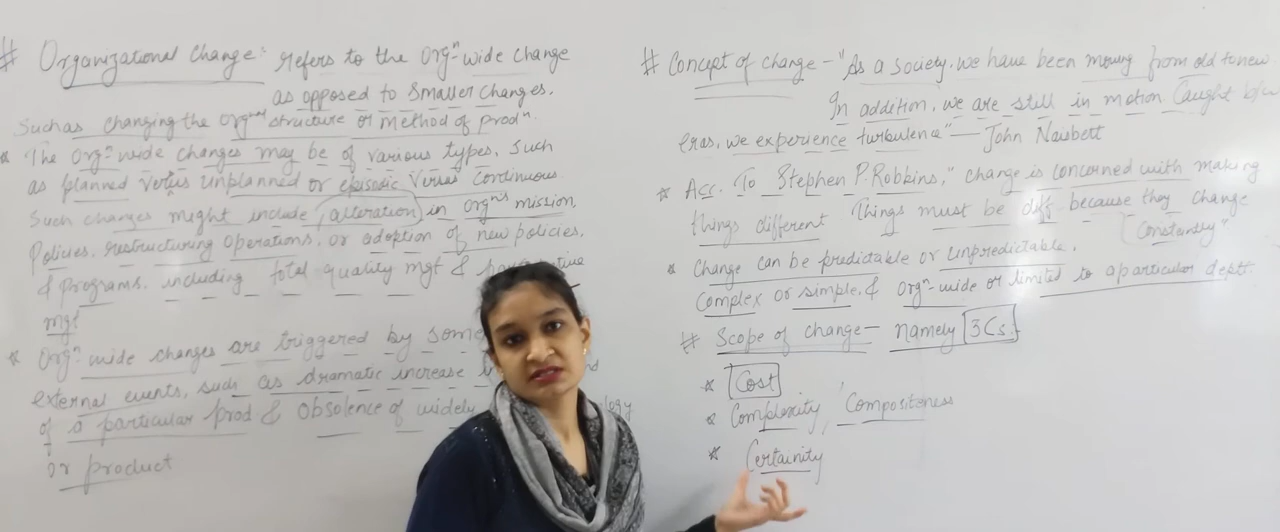 # Organizational Change: refers to the orgⁿ-wide change
as opposed to smaller changes.
Such as changing the orgⁿᵃˡ structure or method of prodⁿ.
* The orgⁿ-wide changes may be of various types, such
as planned versus unplanned or episodic versus continuous
Such changes might include (alteration) in orgⁿ's mission,
Policies, restructuring operations, or adoption of new policies,
& programs, including total quality mgt &
mgt
* Orgⁿ-wide changes are triggered by some
external events, such as dramatic increase
of a particular prod & obsolence of widely
or product
# Concept of change - "As a society, we have been moving from old to new
In addition, we are still in motion Caught b/w
eras, we experience turbulence" - John Naisbett
* Acc. To Stephen P. Robbins, "change is concerned with making
things different Things must be diff because they change
Constantly"
* Change can be predictable or unpredictable,
complex or simple, & orgⁿ-wide or limited to a particular deptt.
# Scope of change - namely 3Cs.
* Cost
* Complexity, Compositeness
* Certainity